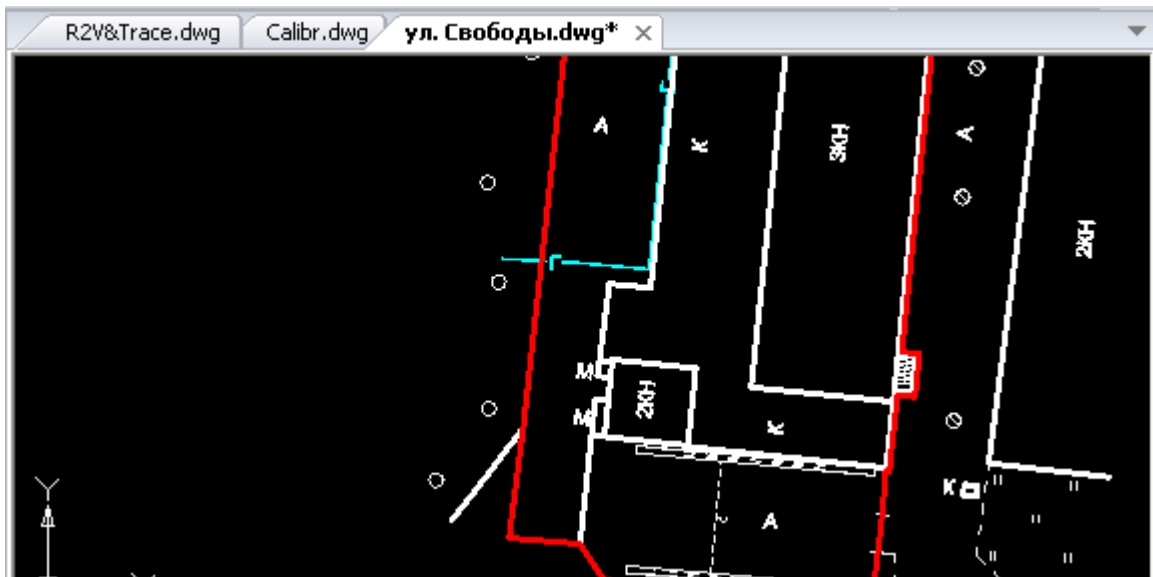 R2V&Trace.dwg Calibr.dwg ул. Свободы.dwg*
А К 3КН А
2КН
М 2КН
М К
К
А
Y